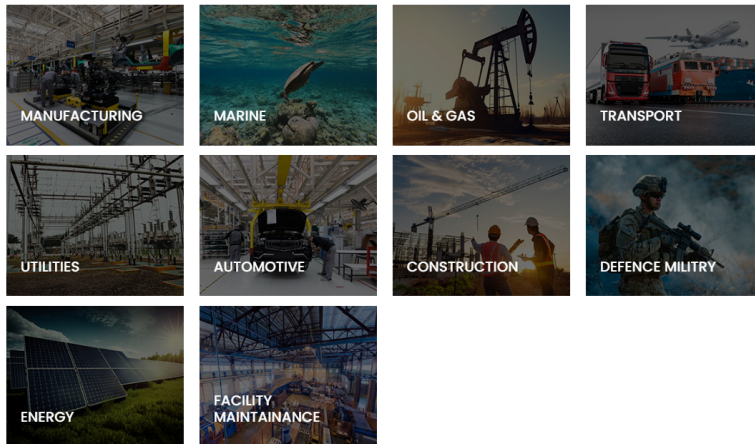 MANUFACTURING
MARINE
OIL & GAS
TRANSPORT
UTILITIES
AUTOMOTIVE
CONSTRUCTION
DEFENCE MILITRY
ENERGY
FACILITY
MAINTAINANCE